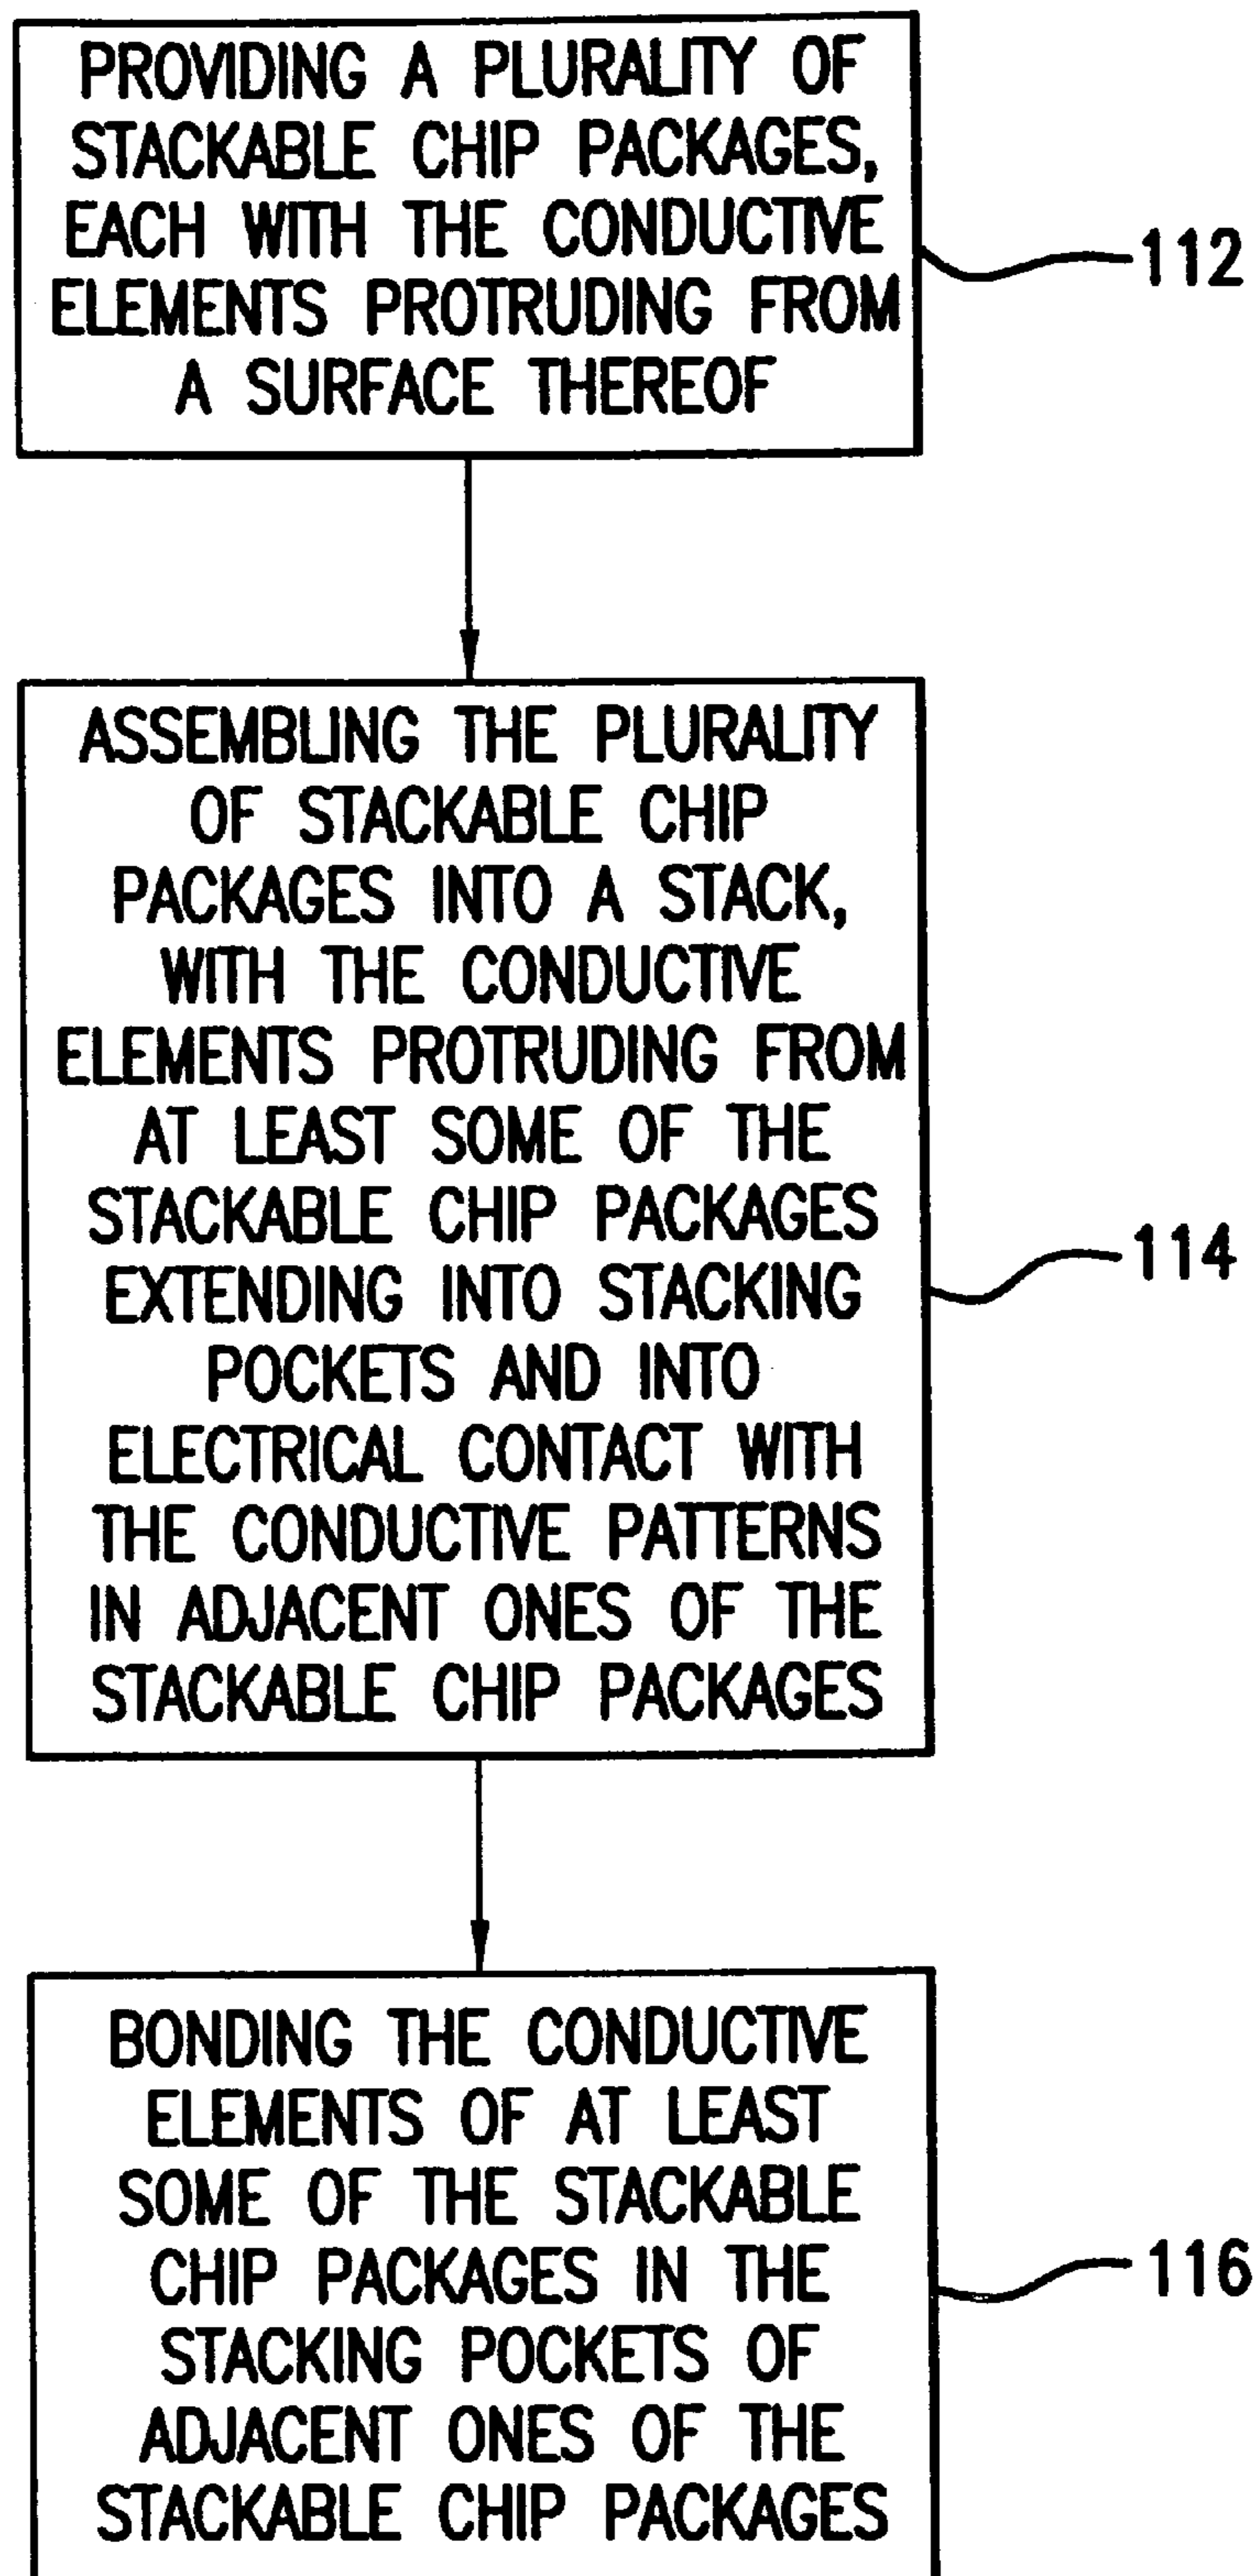 PROVIDING A PLURALITY OF
STACKABLE CHIP PACKAGES,
EACH WITH THE CONDUCTIVE
ELEMENTS PROTRUDING FROM
A SURFACE THEREOF
112
ASSEMBLING THE PLURALITY
OF STACKABLE CHIP
PACKAGES INTO A STACK,
WITH THE CONDUCTIVE
ELEMENTS PROTRUDING FROM
AT LEAST SOME OF THE
STACKABLE CHIP PACKAGES
EXTENDING INTO STACKING
POCKETS AND INTO
ELECTRICAL CONTACT WITH
THE CONDUCTIVE PATTERNS
IN ADJACENT ONES OF THE
STACKABLE CHIP PACKAGES
114
BONDING THE CONDUCTIVE
ELEMENTS OF AT LEAST
SOME OF THE STACKABLE
CHIP PACKAGES IN THE
STACKING POCKETS OF
ADJACENT ONES OF THE
STACKABLE CHIP PACKAGES
116